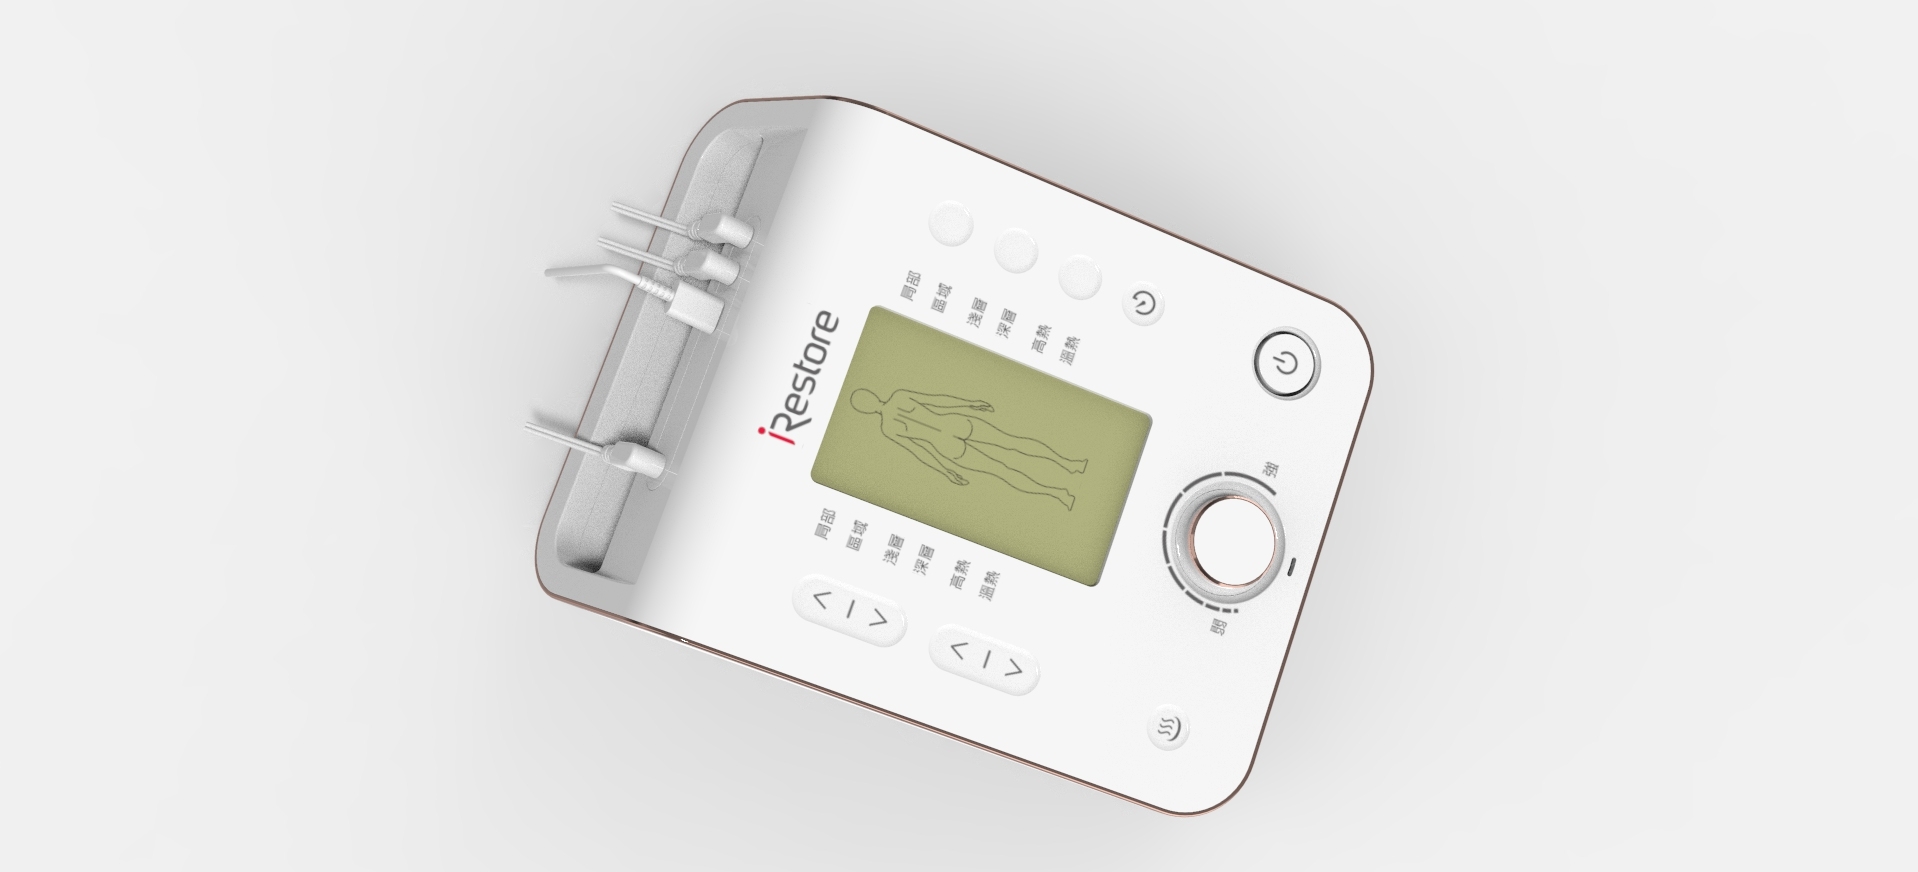 iRestore
局部
區域
淺層
深層
高熱
溫熱
局部
區域
淺層
深層
高熱
溫熱
強
弱